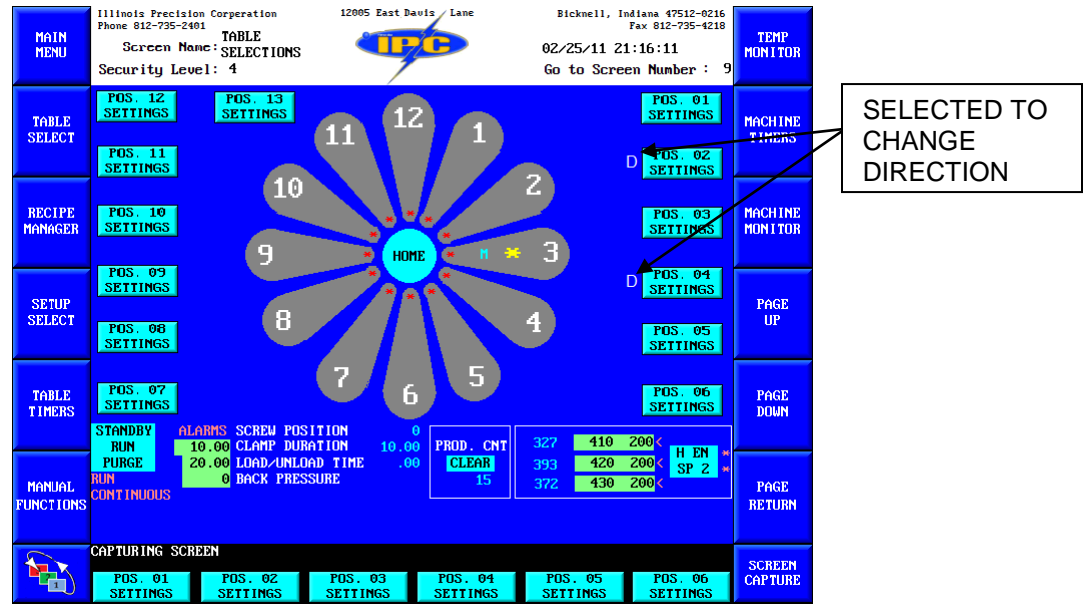 Illinois Precision Corperation 12005 East Davis Lane Bicknell, Indiana 47512-0216
Phone 812-735-2401 Fax 812-735-4218
Screen Name: TABLE SELECTIONS
IPC
02/25/11 21:16:11
Security Level: 4
Go to Screen Number : 9
MAIN
MENU
TEMP
MONITOR
TABLE
SELECT
MACHINE
TIMERS
RECIPE
MANAGER
MACHINE
MONITOR
SETUP
SELECT
PAGE
UP
TABLE
TIMERS
PAGE
DOWN
MANUAL
FUNCTIONS
PAGE
RETURN
SCREEN
CAPTURE
POS. 12
SETTINGS
POS. 13
SETTINGS
POS. 01
SETTINGS
POS. 11
SETTINGS
D
POS. 02
SETTINGS
POS. 10
SETTINGS
POS. 03
SETTINGS
POS. 09
SETTINGS
D
POS. 04
SETTINGS
POS. 08
SETTINGS
POS. 05
SETTINGS
POS. 07
SETTINGS
POS. 06
SETTINGS
12
11
1
10
2
9
HOME
M * 3
8
4
7
6
5
STANDBY
RUN
PURGE
RUN
CONTINUOUS
ALARMS SCREW POSITION 0
10.00 CLAMP DURATION 10.00
20.00 LOAD/UNLOAD TIME .00
0 BACK PRESSURE
PROD. CNT
CLEAR
15
327 410 200<
393 420 200<
372 430 200<
H EN *
SP 2 *
CAPTURING SCREEN
POS. 01
SETTINGS
POS. 02
SETTINGS
POS. 03
SETTINGS
POS. 04
SETTINGS
POS. 05
SETTINGS
POS. 06
SETTINGS
SELECTED TO
CHANGE
DIRECTION